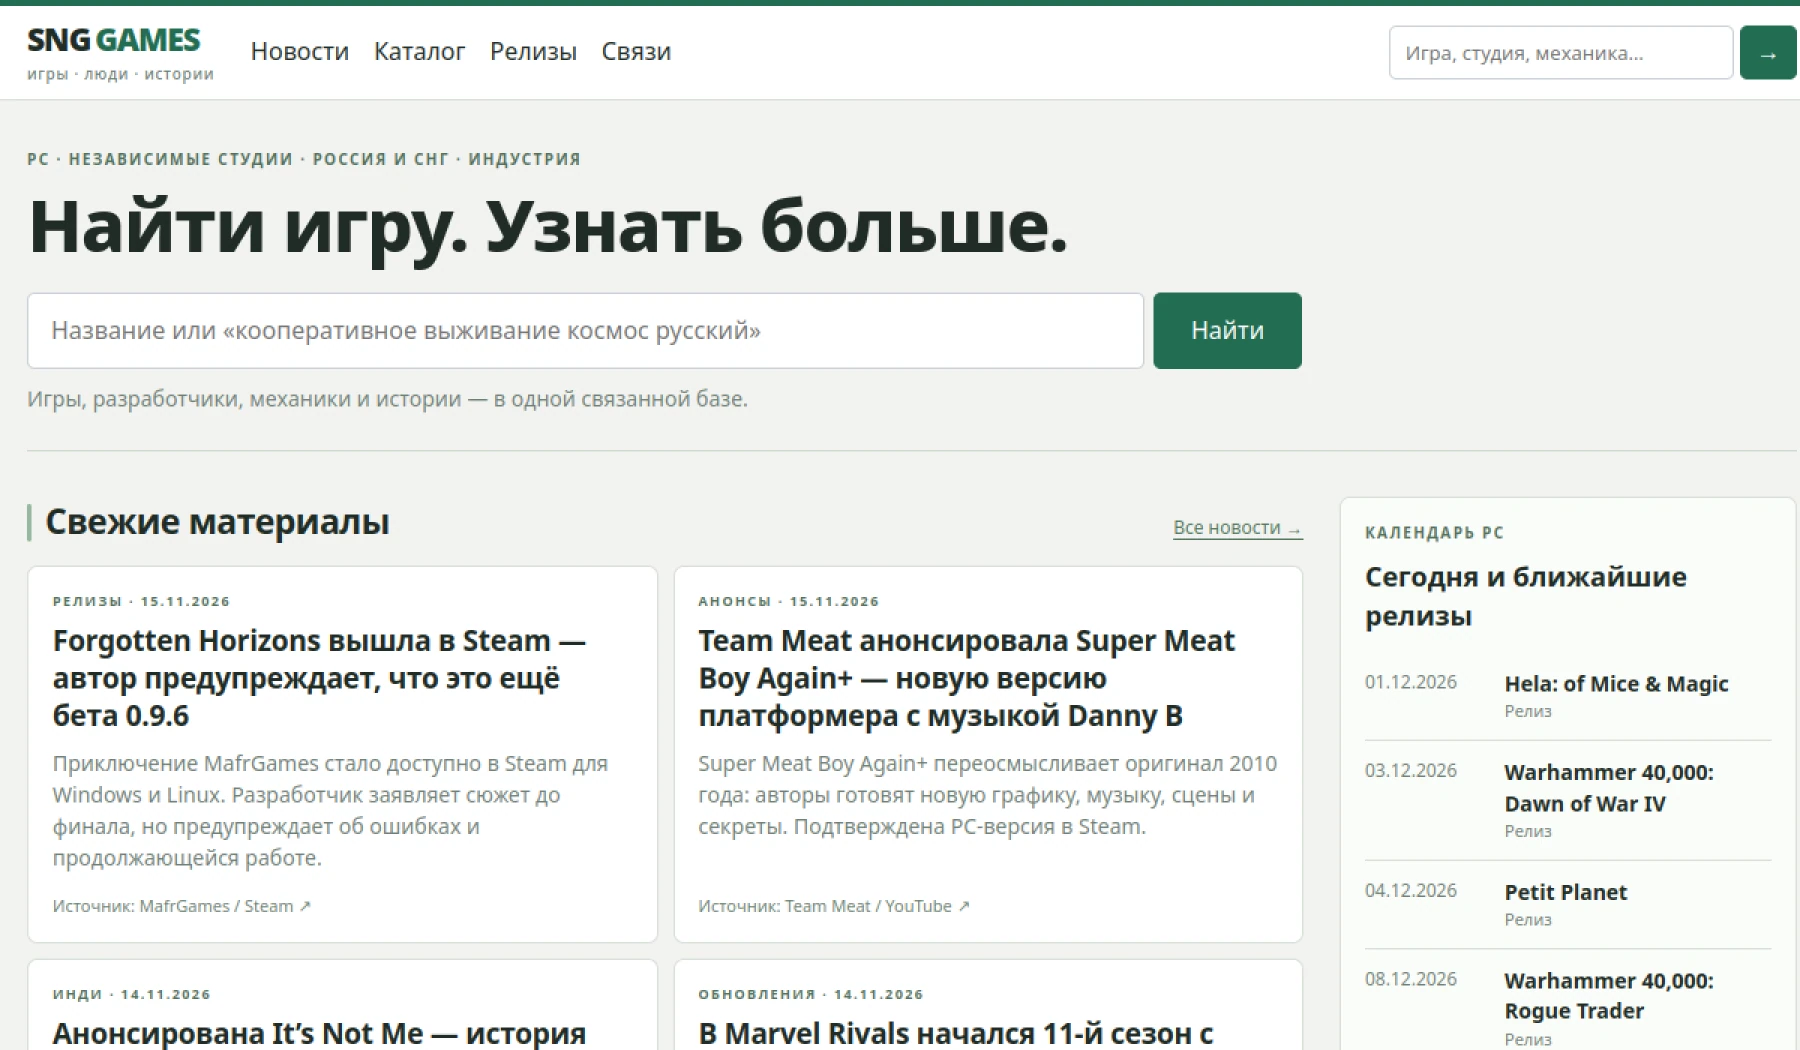 SNG GAMES
игры · люди · истории
Новости Каталог Релизы Связи
Игра, студия, механика...
→
PC · НЕЗАВИСИМЫЕ СТУДИИ · РОССИЯ И СНГ · ИНДУСТРИЯ
Найти игру. Узнать больше.
Название или «кооперативное выживание космос русский»
Найти
Игры, разработчики, механики и истории — в одной связанной базе.
Свежие материалы
Все новости →
РЕЛИЗЫ · 15.11.2026
Forgotten Horizons вышла в Steam —
автор предупреждает, что это ещё
бета 0.9.6
Приключение MafrGames стало доступно в Steam для
Windows и Linux. Разработчик заявляет сюжет до
финала, но предупреждает об ошибках и
продолжающейся работе.
Источник: MafrGames / Steam ↗
АНОНСЫ · 15.11.2026
Team Meat анонсировала Super Meat
Boy Again+ — новую версию
платформера с музыкой Danny B
Super Meat Boy Again+ переосмысливает оригинал 2010
года: авторы готовят новую графику, музыку, сцены и
секреты. Подтверждена PC-версия в Steam.
Источник: Team Meat / YouTube ↗
ИНДИ · 14.11.2026
Анонсирована It’s Not Me — история
ОБНОВЛЕНИЯ · 14.11.2026
В Marvel Rivals начался 11-й сезон с
КАЛЕНДАРЬ PC
Сегодня и ближайшие
релизы
01.12.2026 Hela: of Mice & Magic
Релиз
03.12.2026 Warhammer 40,000:
Dawn of War IV
Релиз
04.12.2026 Petit Planet
Релиз
08.12.2026 Warhammer 40,000:
Rogue Trader
Релиз